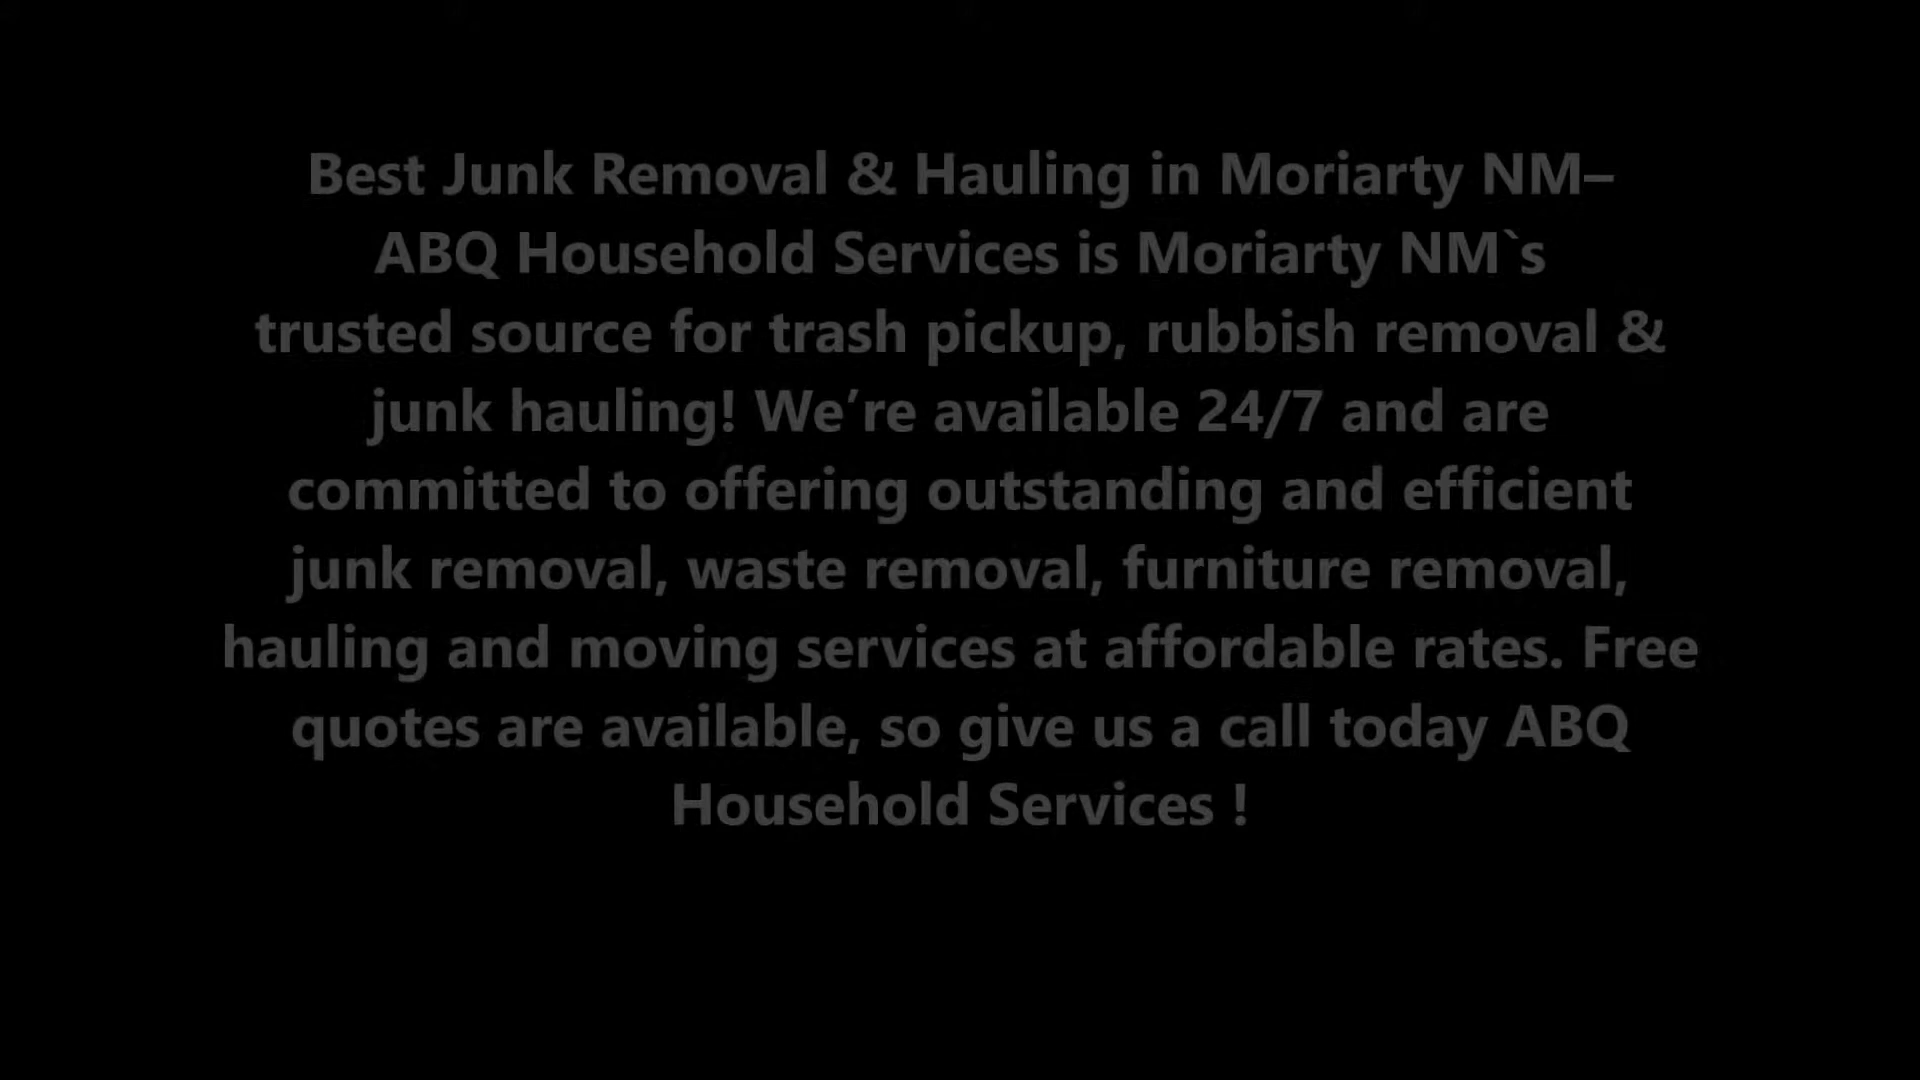 Best Junk Removal & Hauling in Moriarty NM–
ABQ Household Services is Moriarty NM`s
trusted source for trash pickup, rubbish removal &
junk hauling! We’re available 24/7 and are
committed to offering outstanding and efficient
junk removal, waste removal, furniture removal,
hauling and moving services at affordable rates. Free
quotes are available, so give us a call today ABQ
Household Services !